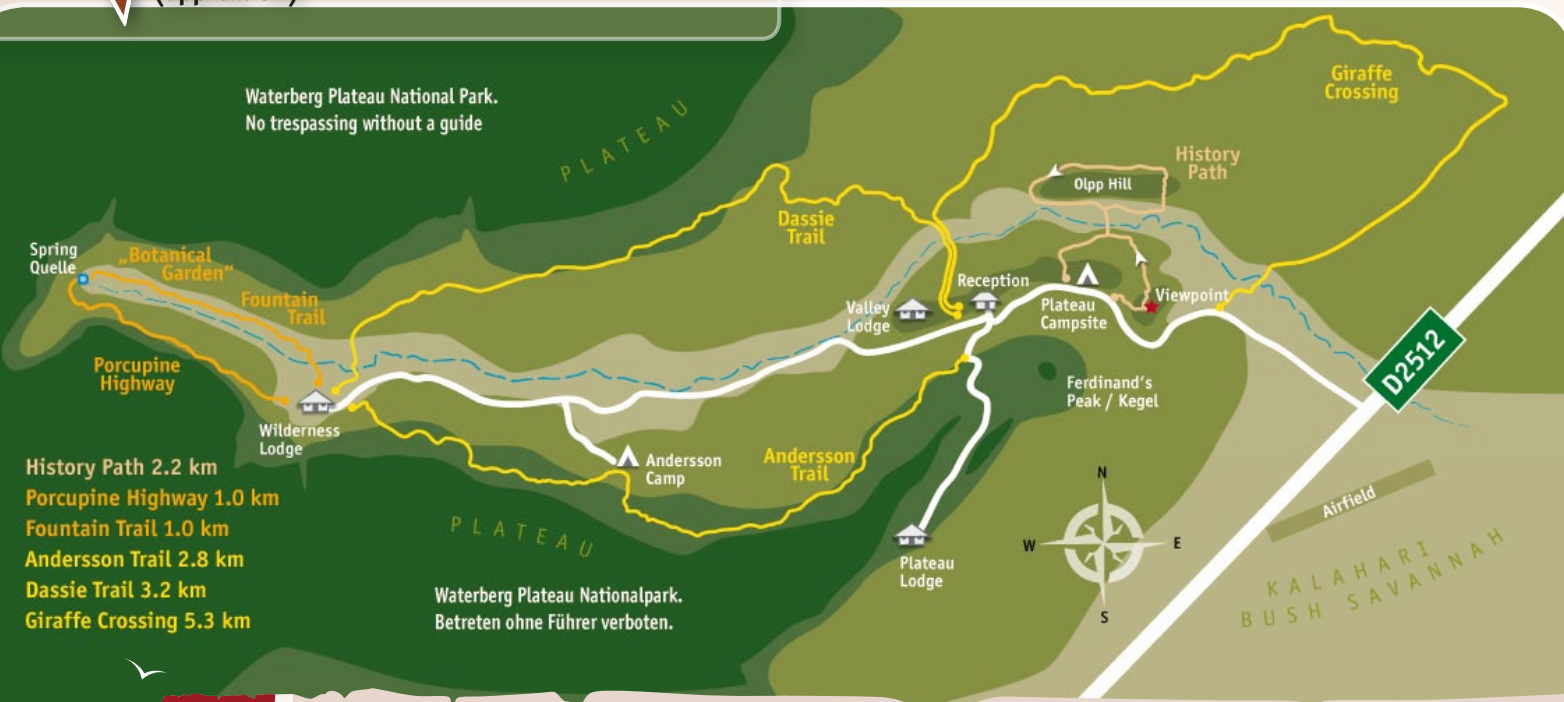 Waterberg Plateau National Park.
No trespassing without a guide
PLATEAU
Giraffe
Crossing
History
Path
Olpp Hill
Dassie
Trail
Spring
Quelle
„Botanical
Garden“
Fountain
Trail
Porcupine
Highway
Reception
Valley
Lodge
Plateau
Campsite
Viewpoint
D2512
Ferdinand's
Peak / Kegel
Wilderness
Lodge
Andersson
Camp
Andersson
Trail
History Path 2.2 km
Porcupine Highway 1.0 km
Fountain Trail 1.0 km
Andersson Trail 2.8 km
Dassie Trail 3.2 km
Giraffe Crossing 5.3 km
PLATEAU
Waterberg Plateau Nationalpark.
Betreten ohne Führer verboten.
Plateau
Lodge
N
W
E
S
Airfield
KALAHARI
BUSH SAVANNAH